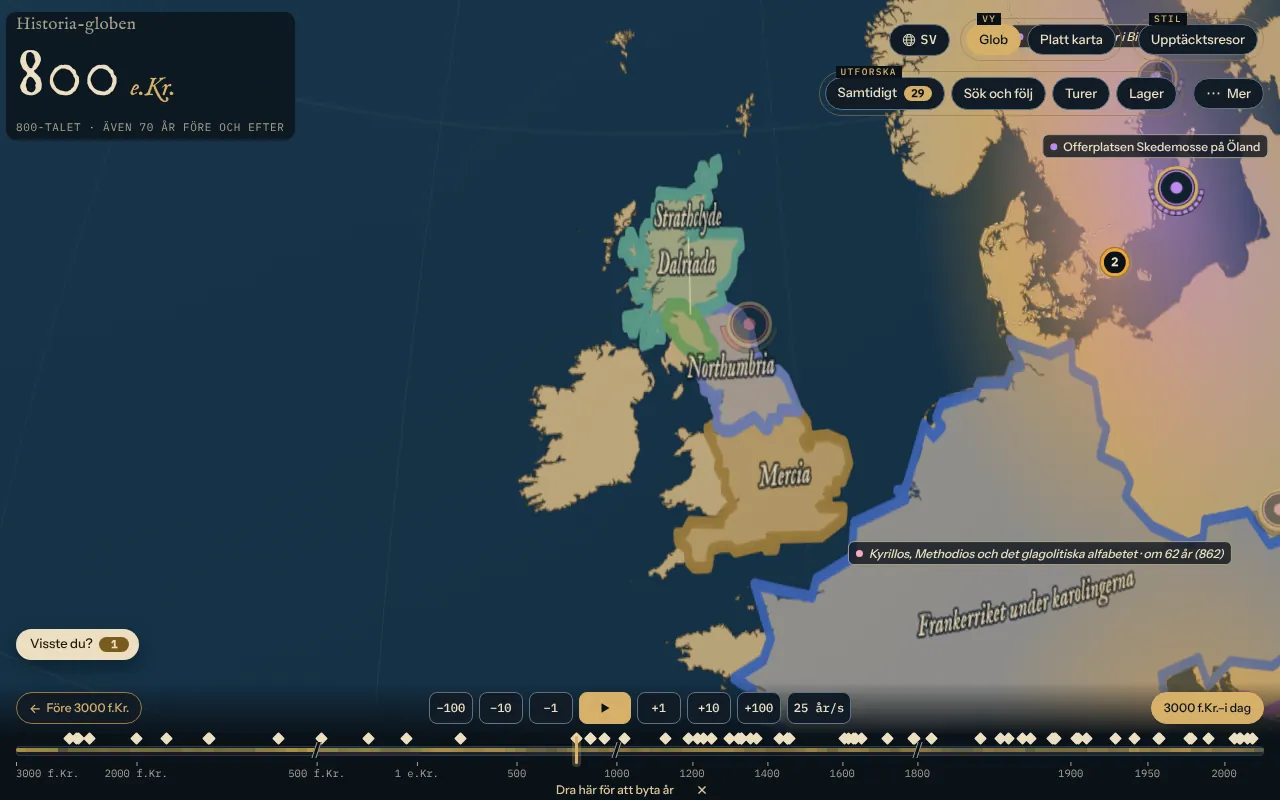 Historia-globen
800 e.Kr.
800-TALET · ÄVEN 70 ÅR FÖRE OCH EFTER
SV
VY
Glob
Platt karta
r i Bi
STIL
Upptäcktsresor
UTFORSKA
Samtidigt 29
Sök och följ
Turer
Lager
··· Mer
Offerplatsen Skedemosse på Öland
2
Strathclyde
Dalriada
Northumbria
Mercia
Kyrillos, Methodios och det glagolitiska alfabetet · om 62 år (862)
Frankerriket under karolingerna
Visste du? 1
← Före 3000 f.Kr.
−100
−10
−1
+1
+10
+100
25 år/s
3000 f.Kr.–i dag
3000 f.Kr.
2000 f.Kr.
500 f.Kr.
1 e.Kr.
500
1000
1200
1400
1600
1800
1900
1950
2000
Dra här för att byta år ×